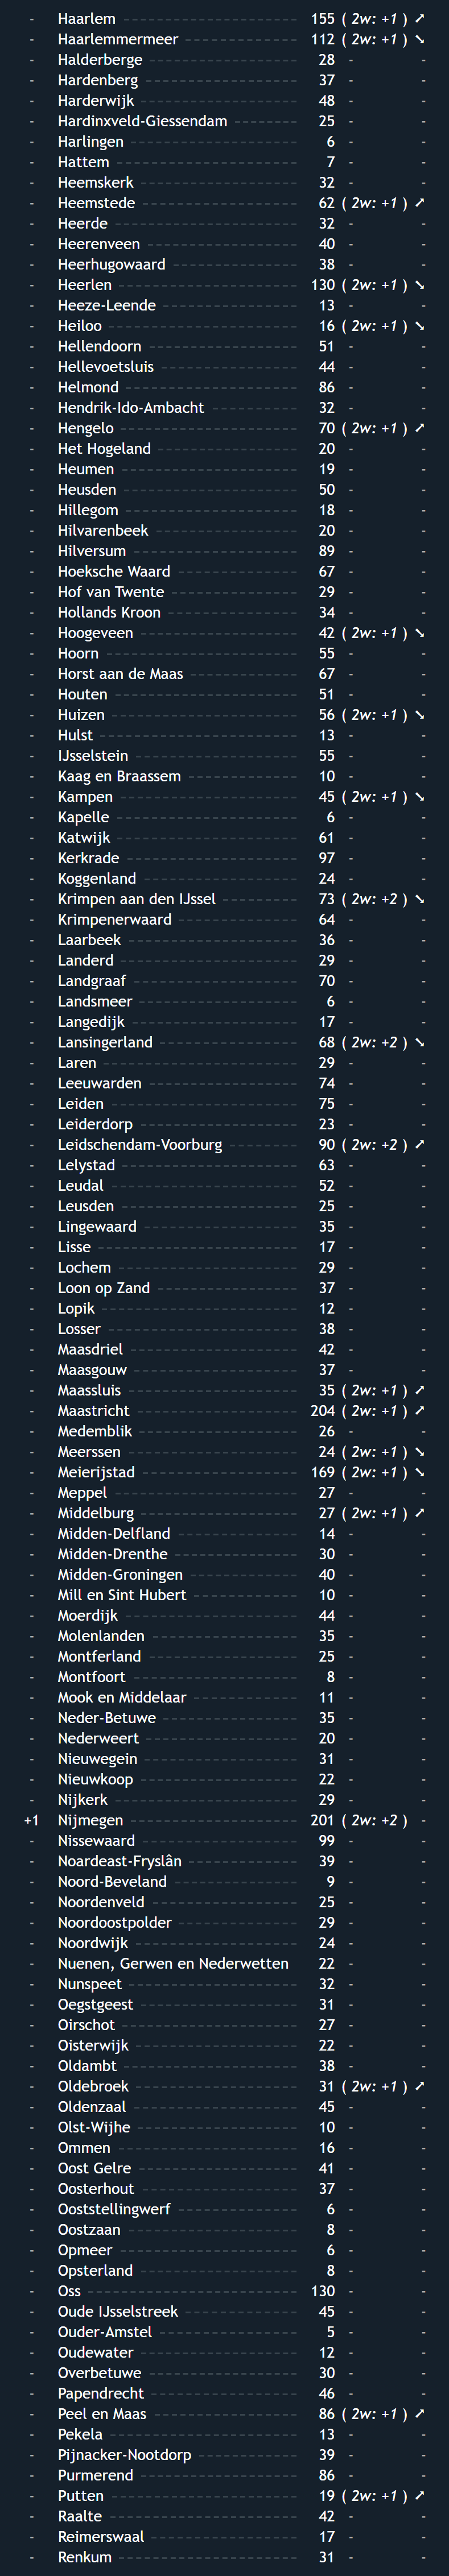 - Haarlem 155 ( 2w: +1 ) ↗
- Haarlemmermeer 112 ( 2w: +1 ) ↘
- Halderberge 28 - -
- Hardenberg 37 - -
- Harderwijk 48 - -
- Hardinxveld-Giessendam 25 - -
- Harlingen 6 - -
- Hattem 7 - -
- Heemskerk 32 - -
- Heemstede 62 ( 2w: +1 ) ↗
- Heerde 32 - -
- Heerenveen 40 - -
- Heerhugowaard 38 - -
- Heerlen 130 ( 2w: +1 ) ↘
- Heeze-Leende 13 - -
- Heiloo 16 ( 2w: +1 ) ↘
- Hellendoorn 51 - -
- Hellevoetsluis 44 - -
- Helmond 86 - -
- Hendrik-Ido-Ambacht 32 - -
- Hengelo 70 ( 2w: +1 ) ↗
- Het Hogeland 20 - -
- Heumen 19 - -
- Heusden 50 - -
- Hillegom 18 - -
- Hilvarenbeek 20 - -
- Hilversum 89 - -
- Hoeksche Waard 67 - -
- Hof van Twente 29 - -
- Hollands Kroon 34 - -
- Hoogeveen 42 ( 2w: +1 ) ↘
- Hoorn 55 - -
- Horst aan de Maas 67 - -
- Houten 51 - -
- Huizen 56 ( 2w: +1 ) ↘
- Hulst 13 - -
- IJsselstein 55 - -
- Kaag en Braassem 10 - -
- Kampen 45 ( 2w: +1 ) ↘
- Kapelle 6 - -
- Katwijk 61 - -
- Kerkrade 97 - -
- Koggenland 24 - -
- Krimpen aan den IJssel 73 ( 2w: +2 ) ↘
- Krimpenerwaard 64 - -
- Laarbeek 36 - -
- Landerd 29 - -
- Landgraaf 70 - -
- Landsmeer 6 - -
- Langedijk 17 - -
- Lansingerland 68 ( 2w: +2 ) ↘
- Laren 29 - -
- Leeuwarden 74 - -
- Leiden 75 - -
- Leiderdorp 23 - -
- Leidschendam-Voorburg 90 ( 2w: +2 ) ↗
- Lelystad 63 - -
- Leudal 52 - -
- Leusden 25 - -
- Lingewaard 35 - -
- Lisse 17 - -
- Lochem 29 - -
- Loon op Zand 37 - -
- Lopik 12 - -
- Losser 38 - -
- Maasdriel 42 - -
- Maasgouw 37 - -
- Maassluis 35 ( 2w: +1 ) ↗
- Maastricht 204 ( 2w: +1 ) ↗
- Medemblik 26 - -
- Meerssen 24 ( 2w: +1 ) ↘
- Meierijstad 169 ( 2w: +1 ) ↘
- Meppel 27 - -
- Middelburg 27 ( 2w: +1 ) ↗
- Midden-Delfland 14 - -
- Midden-Drenthe 30 - -
- Midden-Groningen 40 - -
- Mill en Sint Hubert 10 - -
- Moerdijk 44 - -
- Molenlanden 35 - -
- Montferland 25 - -
- Montfoort 8 - -
- Mook en Middelaar 11 - -
- Neder-Betuwe 35 - -
- Nederweert 20 - -
- Nieuwegein 31 - -
- Nieuwkoop 22 - -
- Nijkerk 29 - -
+1 Nijmegen 201 ( 2w: +2 ) -
- Nissewaard 99 - -
- Noardeast-Fryslân 39 - -
- Noord-Beveland 9 - -
- Noordenveld 25 - -
- Noordoostpolder 29 - -
- Noordwijk 24 - -
- Nuenen, Gerwen en Nederwetten 22 - -
- Nunspeet 32 - -
- Oegstgeest 31 - -
- Oirschot 27 - -
- Oisterwijk 22 - -
- Oldambt 38 - -
- Oldebroek 31 ( 2w: +1 ) ↗
- Oldenzaal 45 - -
- Olst-Wijhe 10 - -
- Ommen 16 - -
- Oost Gelre 41 - -
- Oosterhout 37 - -
- Ooststellingwerf 6 - -
- Oostzaan 8 - -
- Opmeer 6 - -
- Opsterland 8 - -
- Oss 130 - -
- Oude IJsselstreek 45 - -
- Ouder-Amstel 5 - -
- Oudewater 12 - -
- Overbetuwe 30 - -
- Papendrecht 46 - -
- Peel en Maas 86 ( 2w: +1 ) ↗
- Pekela 13 - -
- Pijnacker-Nootdorp 39 - -
- Purmerend 86 - -
- Putten 19 ( 2w: +1 ) ↗
- Raalte 42 - -
- Reimerswaal 17 - -
- Renkum 31 - -